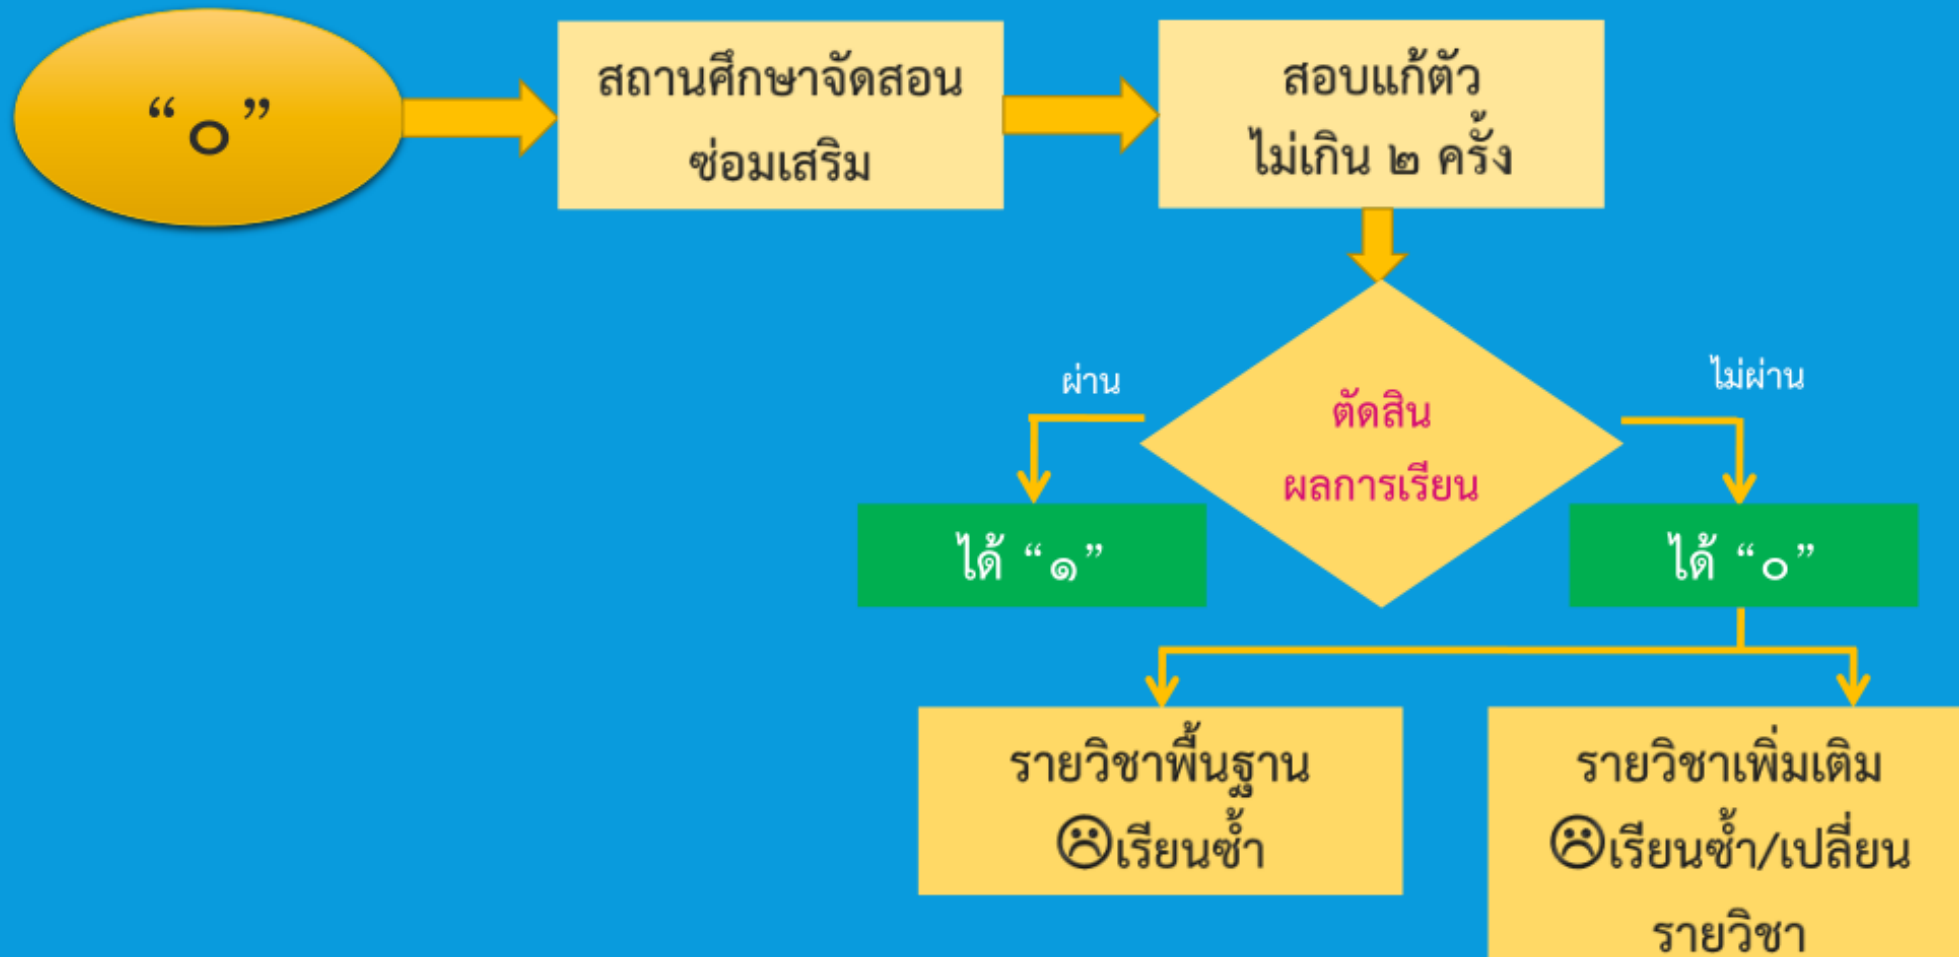 “๐”
สถานศึกษาจัดสอน
ซ่อมเสริม
สอบแก้ตัว
ไม่เกิน ๒ ครั้ง
ผ่าน
ตัดสิน
ผลการเรียน
ไม่ผ่าน
ได้ “๑”
ได้ “๐”
รายวิชาพื้นฐาน
☹เรียนซ้ำ
รายวิชาเพิ่มเติม
☹เรียนซ้ำ/เปลี่ยน
รายวิชา